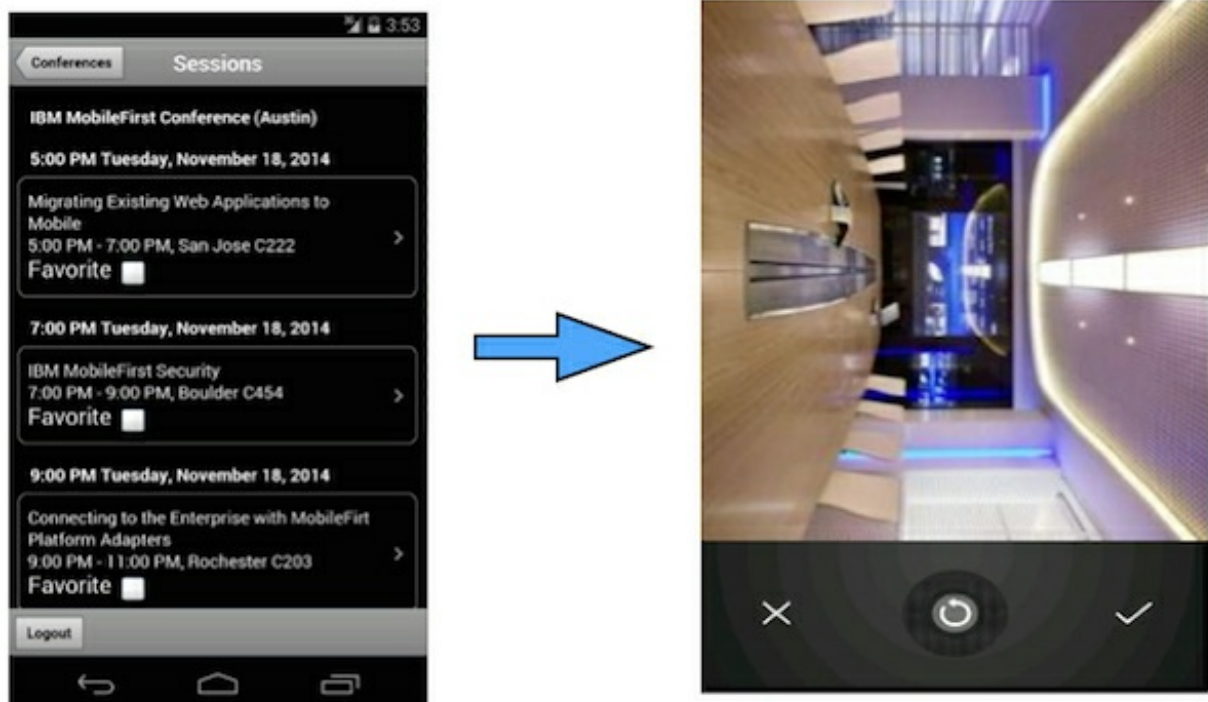 3:53
Conferences
Sessions
IBM MobileFirst Conference (Austin)
5:00 PM Tuesday, November 18, 2014
Migrating Existing Web Applications to
Mobile
5:00 PM - 7:00 PM, San Jose C222
Favorite
7:00 PM Tuesday, November 18, 2014
IBM MobileFirst Security
7:00 PM - 9:00 PM, Boulder C454
Favorite
9:00 PM Tuesday, November 18, 2014
Connecting to the Enterprise with MobileFirt
Platform Adapters
9:00 PM - 11:00 PM, Rochester C203
Favorite
Logout